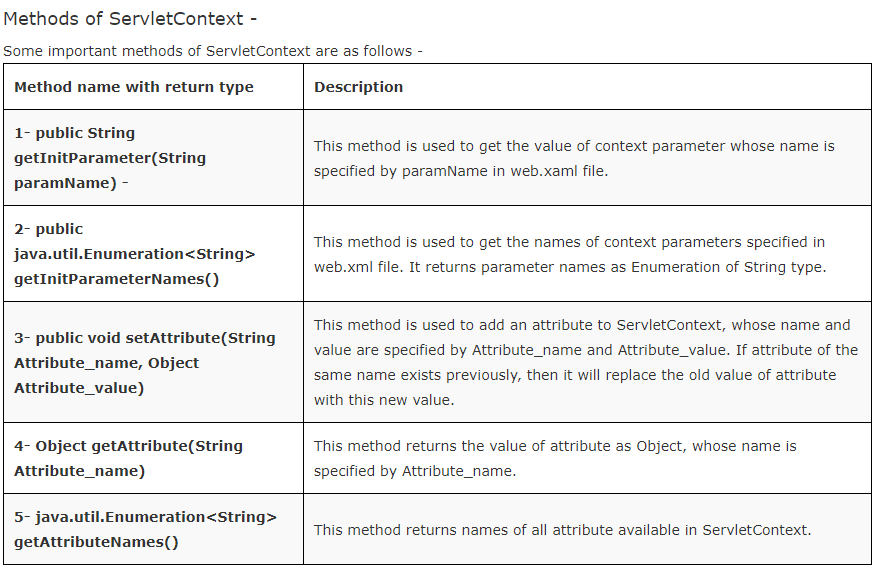 Methods of ServletContext -
Some important methods of ServletContext are as follows -
Method name with return type
Description
1- public String
getInitParameter(String
paramName) -
This method is used to get the value of context parameter whose name is
specified by paramName in web.xaml file.
2- public
java.util.Enumeration<String>
getInitParameterNames()
This method is used to get the names of context parameters specified in
web.xml file. It returns parameter names as Enumeration of String type.
3- public void setAttribute(String
Attribute_name, Object
Attribute_value)
This method is used to add an attribute to ServletContext, whose name and
value are specified by Attribute_name and Attribute_value. If attribute of the
same name exists previously, then it will replace the old value of attribute
with this new value.
4- Object getAttribute(String
Attribute_name)
This method returns the value of attribute as Object, whose name is
specified by Attribute_name.
5- java.util.Enumeration<String>
getAttributeNames()
This method returns names of all attribute available in ServletContext.